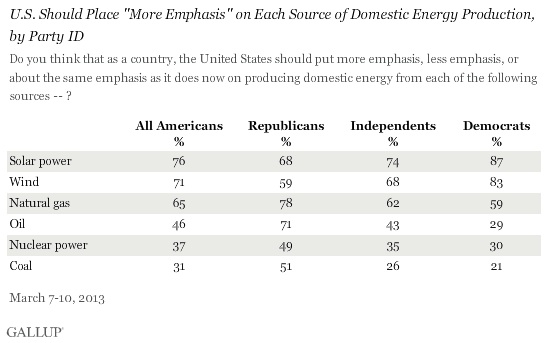 U.S. Should Place "More Emphasis" on Each Source of Domestic Energy Production,
by Party ID
Do you think that as a country, the United States should put more emphasis, less emphasis, or
about the same emphasis as it does now on producing domestic energy from each of the following
sources -- ?
All Americans Republicans Independents Democrats
% % % %
Solar power 76 68 74 87
Wind 71 59 68 83
Natural gas 65 78 62 59
Oil 46 71 43 29
Nuclear power 37 49 35 30
Coal 31 51 26 21
March 7-10, 2013
GALLUP®